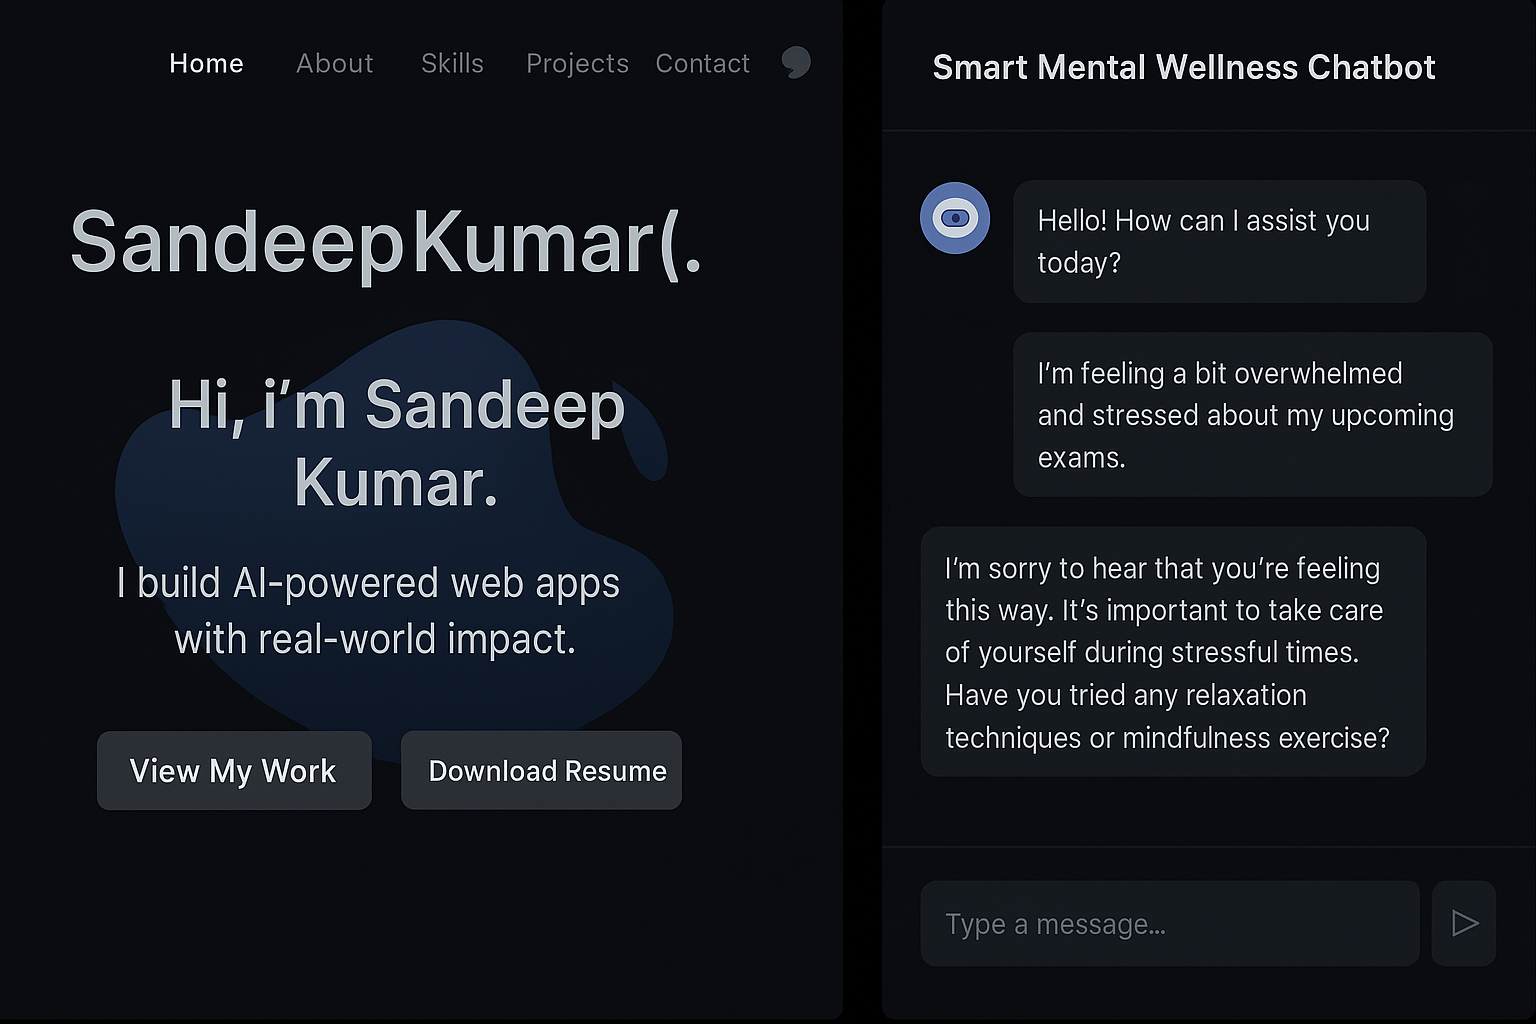 Home About Skills Projects Contact
Sandeep Kumar(.
Hi, i’m Sandeep
Kumar.
I build AI-powered web apps
with real-world impact.
View My Work
Download Resume
Smart Mental Wellness Chatbot
Hello! How can I assist you
today?
I’m feeling a bit overwhelmed
and stressed about my upcoming
exams.
I’m sorry to hear that you’re feeling
this way. It’s important to take care
of yourself during stressful times.
Have you tried any relaxation
techniques or mindfulness exercise?
Type a message...